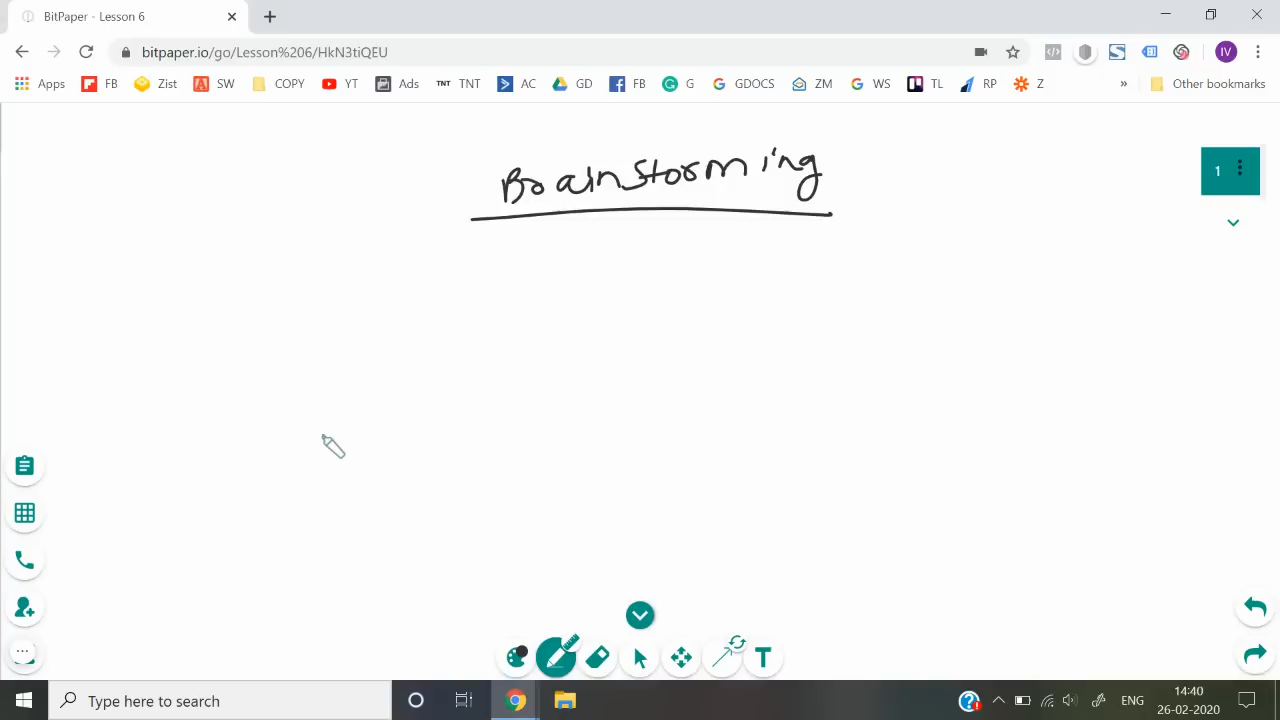 BitPaper - Lesson 6
bitpaper.io/go/Lesson%206/HkN3tiQEU
IV
Apps FB Zist SW COPY YT Ads TNT TNT AC GD FB G GDOCS ZM WS TL RP Z » Other bookmarks
Brainstorming
1
T
Type here to search
ENG
14:40
26-02-2020